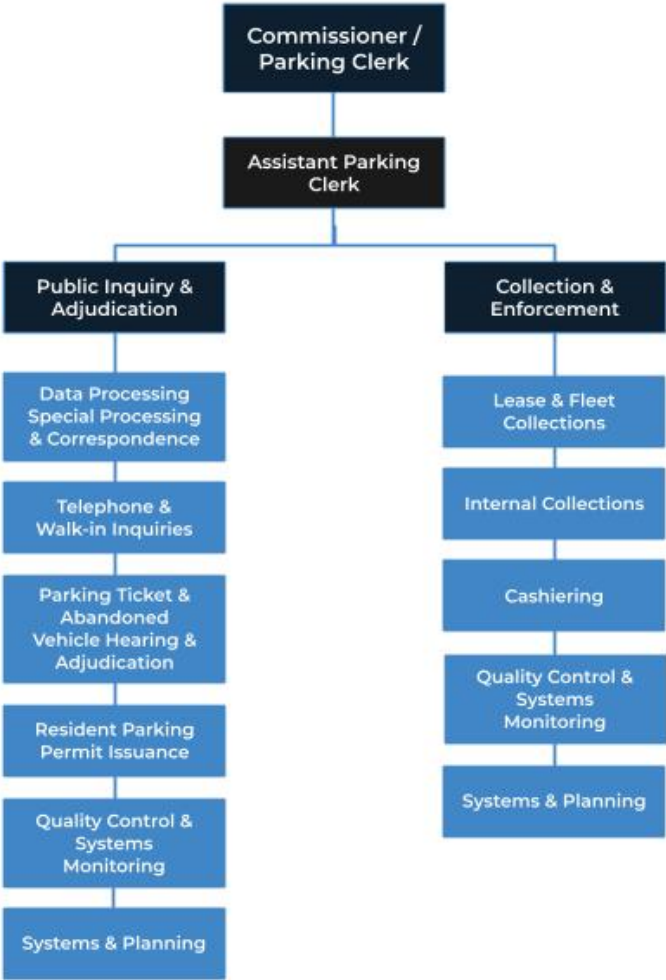 Commissioner /
Parking Clerk
Assistant Parking
Clerk
Public Inquiry &
Adjudication
Data Processing
Special Processing
& Correspondence
Telephone &
Walk-in Inquiries
Parking Ticket &
Abandoned
Vehicle Hearing &
Adjudication
Resident Parking
Permit Issuance
Quality Control &
Systems
Monitoring
Systems & Planning
Collection &
Enforcement
Lease & Fleet
Collections
Internal Collections
Cashiering
Quality Control &
Systems
Monitoring
Systems & Planning